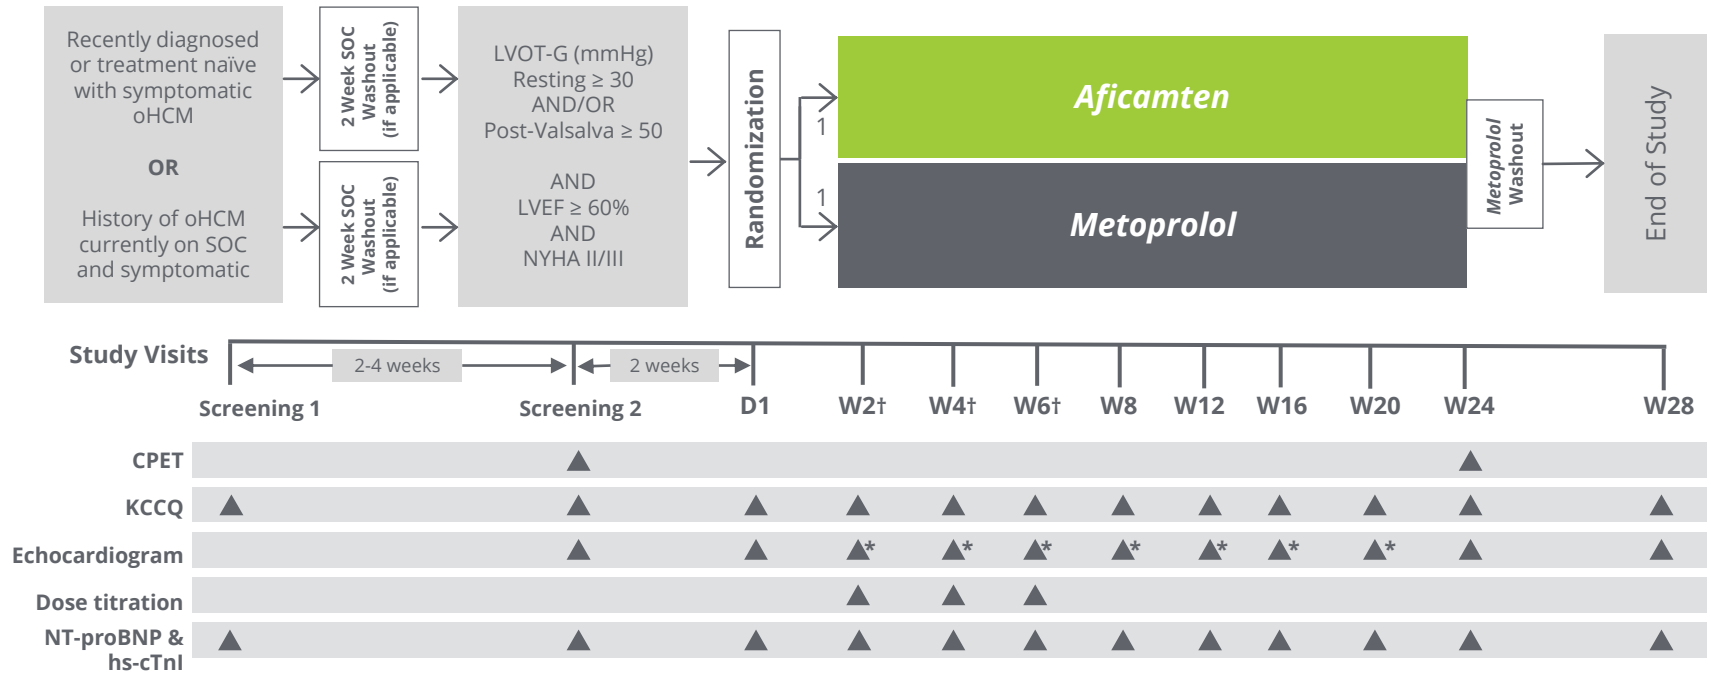 Recently diagnosed
or treatment naïve
with symptomatic
oHCM
OR
History of oHCM
currently on SOC
and symptomatic
2 Week SOC
Washout
(if applicable)
2 Week SOC
Washout
(if applicable)
LVOT-G (mmHg)
Resting ≥ 30
AND/OR
Post-Valsalva ≥ 50
AND
LVEF ≥ 60%
AND
NYHA II/III
Randomization
1
1
Aficamten
Metoprolol
Metoprolol
Washout
End of Study
Study Visits
2-4 weeks
2 weeks
Screening 1
Screening 2
D1
W2†
W4†
W6†
W8
W12
W16
W20
W24
W28
CPET
KCCQ
Echocardiogram
* * * * * * *
Dose titration
NT-proBNP &
hs-cTnI